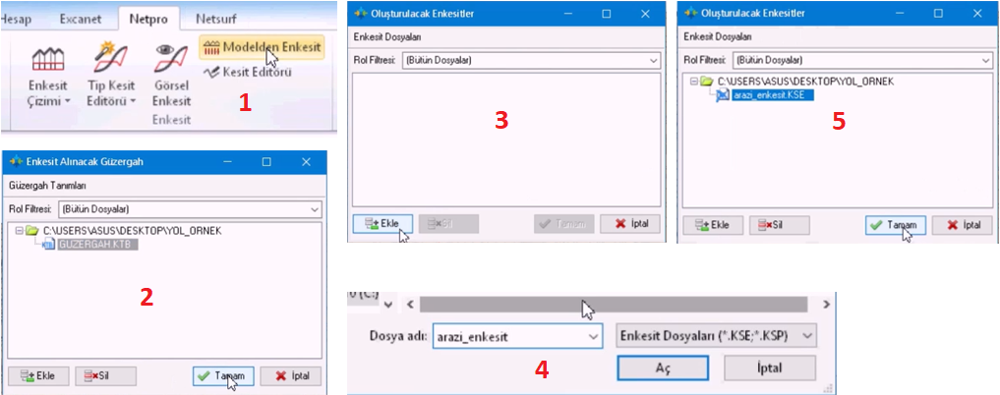 Hesap Excanet Netpro Netsurf
Enkesit Çizimi
Tip Kesit Editörü
Görsel Enkesit
Modelden Enkesit
Kesit Editörü
Enkesit
1
Enkesit Alınacak Güzergah
Güzergah Tanımları
Rol Filtresi: (Bütün Dosyalar)
C:\USERS\ASUS\DESKTOP\YOL_ORNEK
GUZERGAH.KTB
2
Ekle Sil Tamam İptal
Oluşturulacak Enkesitler
Enkesit Dosyaları
Rol Filtresi: (Bütün Dosyalar)
3
Ekle Sil Tamam İptal
(C:)
Dosya adı: arazi_enkesit Enkesit Dosyaları (*.KSE;*.KSP)
4
Aç İptal
Oluşturulacak Enkesitler
Enkesit Dosyaları
Rol Filtresi: (Bütün Dosyalar)
C:\USERS\ASUS\DESKTOP\YOL_ORNEK
arazi_enkesit.KSE
5
Ekle Sil Tamam İptal